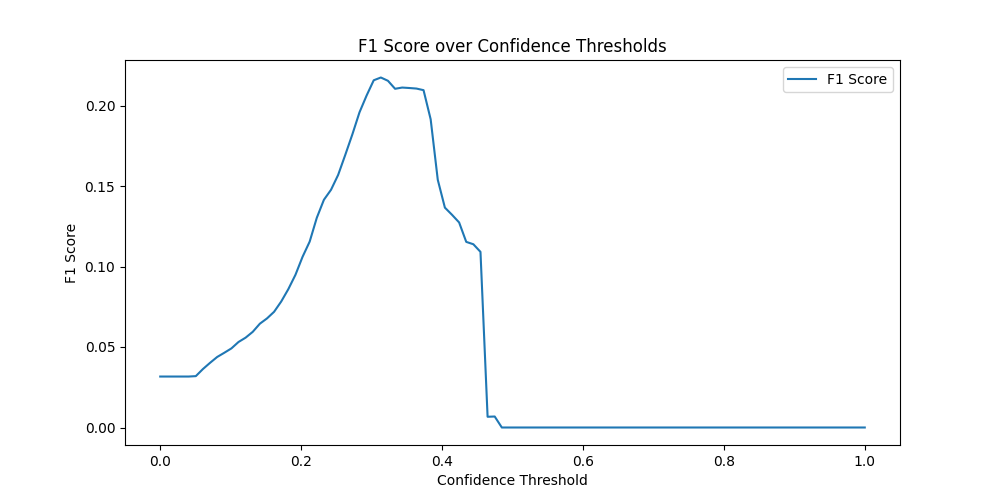 F1 Score over Confidence Thresholds
F1 Score
0.20
0.15
0.10
0.05
0.00
F1 Score
0.0 0.2 0.4 0.6 0.8 1.0
Confidence Threshold